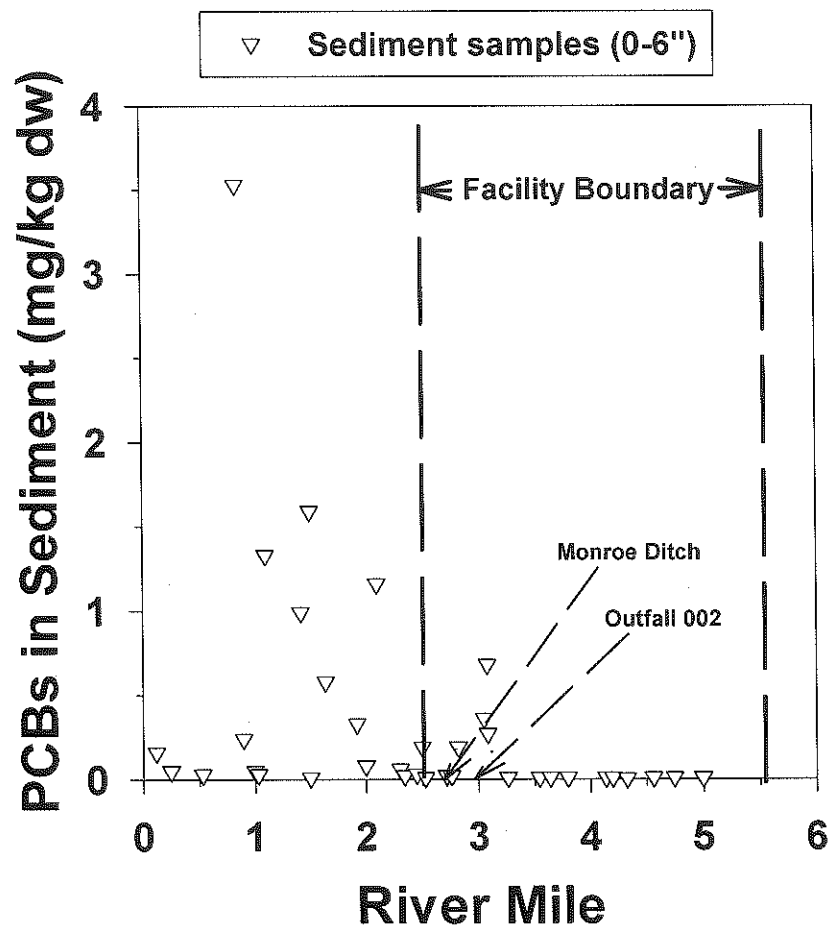 Sediment samples (0-6")
PCBs in Sediment (mg/kg dw)
4
3
2
1
0
Facility Boundary
Monroe Ditch
Outfall 002
0 1 2 3 4 5 6
River Mile